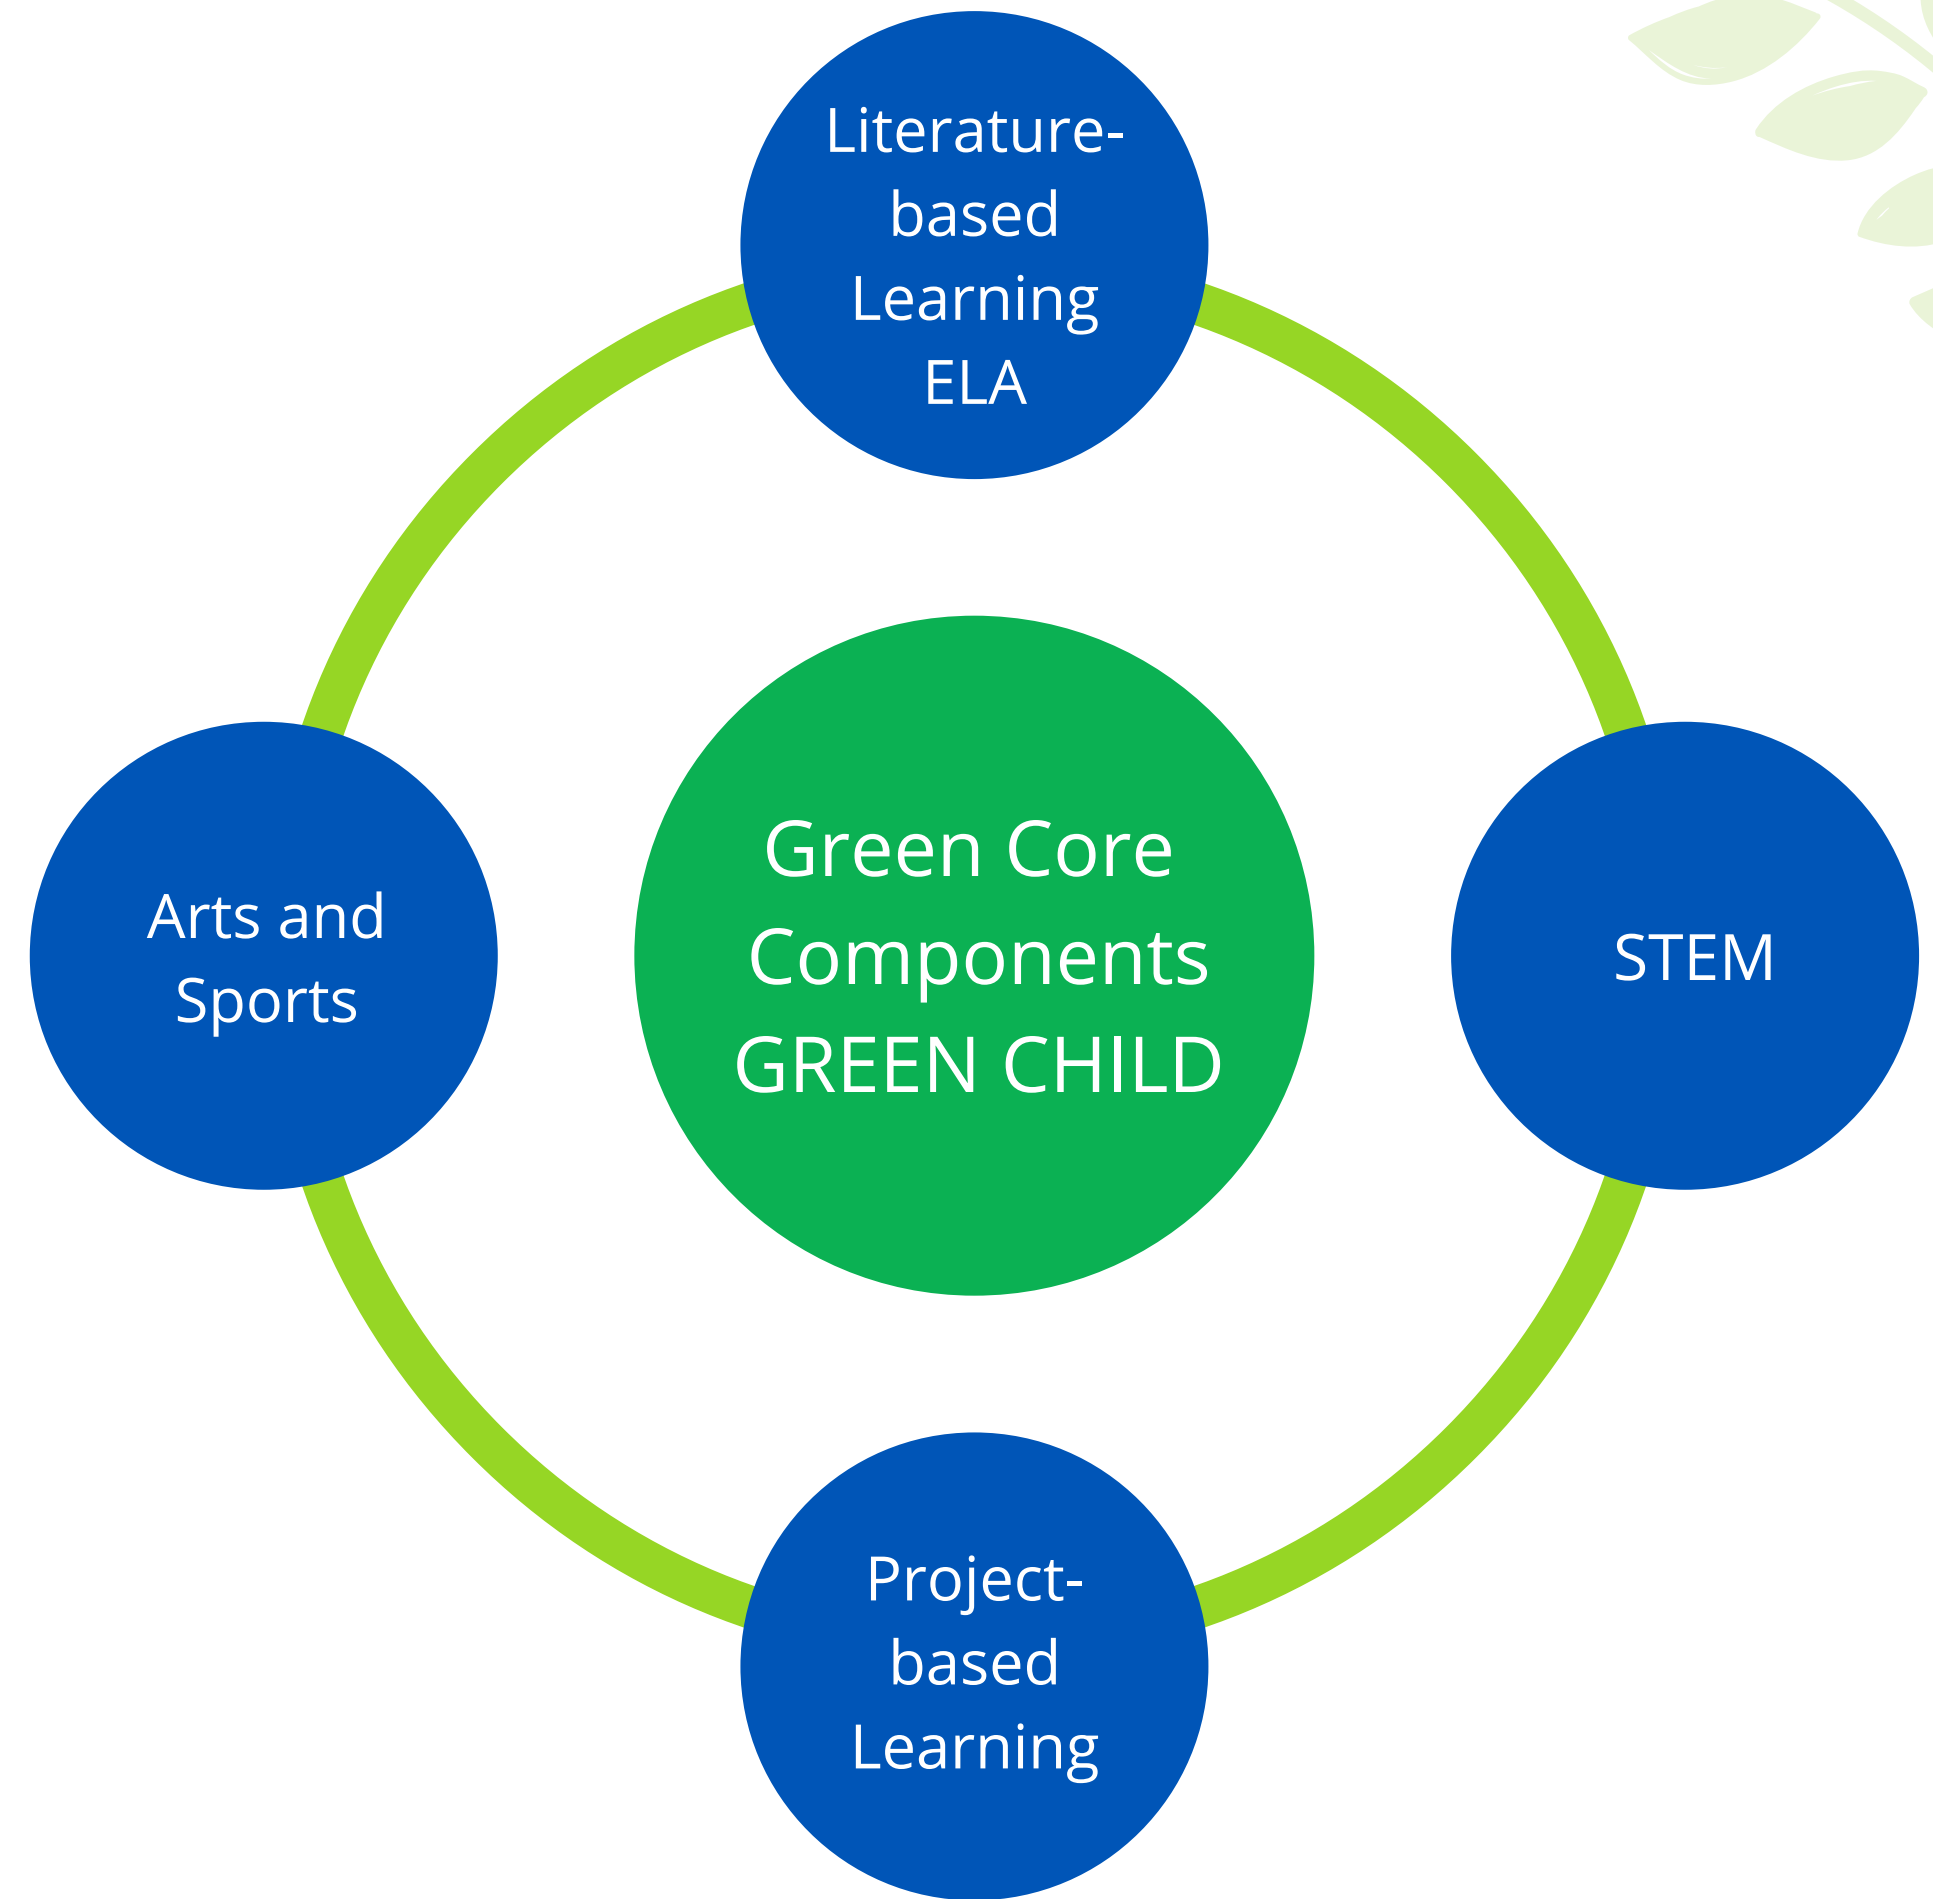 Literature-
based
Learning
ELA
Arts and
Sports
Green Core
Components
GREEN CHILD
STEM
Project-
based
Learning